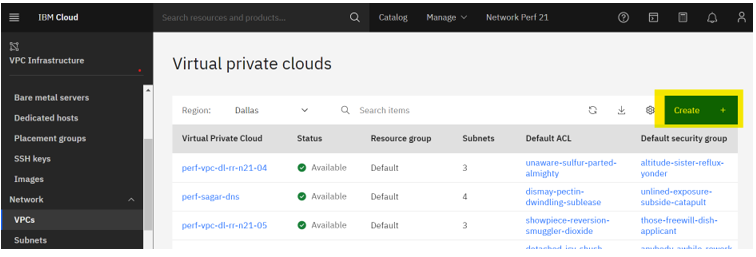 IBM Cloud
Search resources and products...
Catalog
Manage
Network Perf 21
VPC Infrastructure
Bare metal servers
Dedicated hosts
Placement groups
SSH keys
Images
Network
VPCs
Subnets
Virtual private clouds
Region: Dallas
Search items
Create +
Virtual Private Cloud Status Resource group Subnets Default ACL Default security group
perf-vpc-dl-rr-n21-04 Available Default 3 unaware-sulfur-parted- altitude-sister-reflux-
almighty yonder
perf-sagar-dns Available Default 4 dismay-pectin- unlined-exposure-
dwindling-sublease subside-catapult
perf-vpc-dl-rr-n21-05 Available Default 3 showpiece-reversion- those-freewill-dish-
smuggler-dioxide applicant